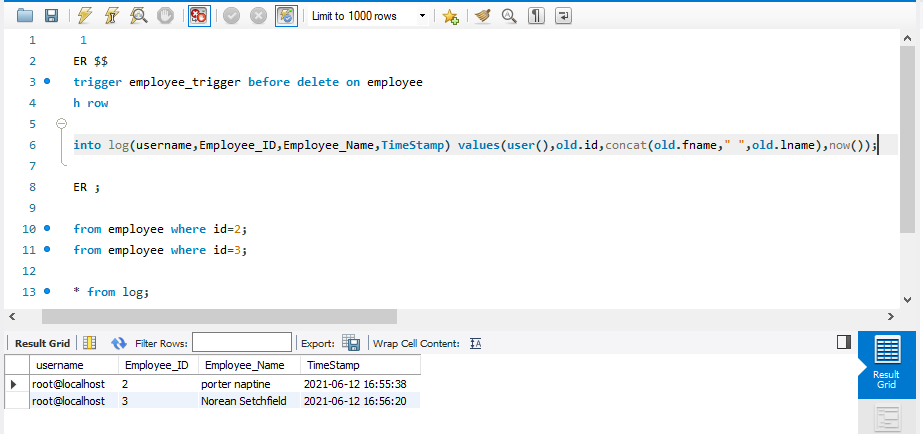 Limit to 1000 rows
1 1
2 ER $$
3 trigger employee_trigger before delete on employee
4 h row
5
6 into log(username,Employee_ID,Employee_Name,TimeStamp) values(user(),old.id,concat(old.fname," ",old.lname),now());
7
8 ER ;
9
10 from employee where id=2;
11 from employee where id=3;
12
13 * from log;
Result Grid Filter Rows: Export: Wrap Cell Content:
username Employee_ID Employee_Name TimeStamp
root@localhost 2 porter naptine 2021-06-12 16:55:38
root@localhost 3 Norean Setchfield 2021-06-12 16:56:20
Result
Grid